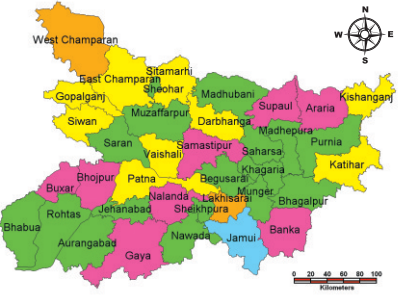 N
W E
S
West Champaran
East Champaran
Sitamarhi
Sheohar
Gopalganj
Madhubani
Kishanganj
Siwan
Muzaffarpur
Darbhanga
Supaul
Araria
Saran
Madhepura
Purnia
Vaishali
Samastipur
Saharsa
Katihar
Buxar
Bhojpur
Patna
Begusarai
Khagaria
Munger
Bhagalpur
Nalanda
Lakhisarai
Sheikhpura
Jehanabad
Rohtas
Bhabua
Aurangabad
Nawada
Jamui
Banka
Gaya
0 20 40 60 80 100
Kilometers